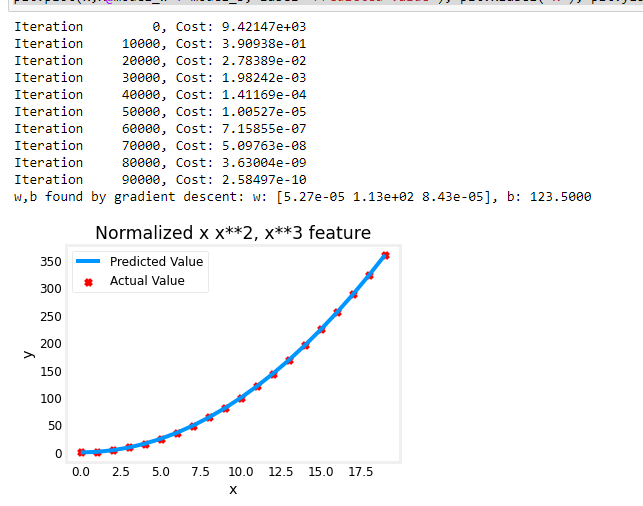 Iteration 0, Cost: 9.42147e+03
Iteration 10000, Cost: 3.90938e-01
Iteration 20000, Cost: 2.78389e-02
Iteration 30000, Cost: 1.98242e-03
Iteration 40000, Cost: 1.41169e-04
Iteration 50000, Cost: 1.00527e-05
Iteration 60000, Cost: 7.15855e-07
Iteration 70000, Cost: 5.09763e-08
Iteration 80000, Cost: 3.63004e-09
Iteration 90000, Cost: 2.58497e-10
w,b found by gradient descent: w: [5.27e-05 1.13e+02 8.43e-05], b: 123.5000
Normalized x x**2, x**3 feature
Predicted Value
Actual Value
350
300
250
200
150
100
50
0
y
0.0 2.5 5.0 7.5 10.0 12.5 15.0 17.5
x